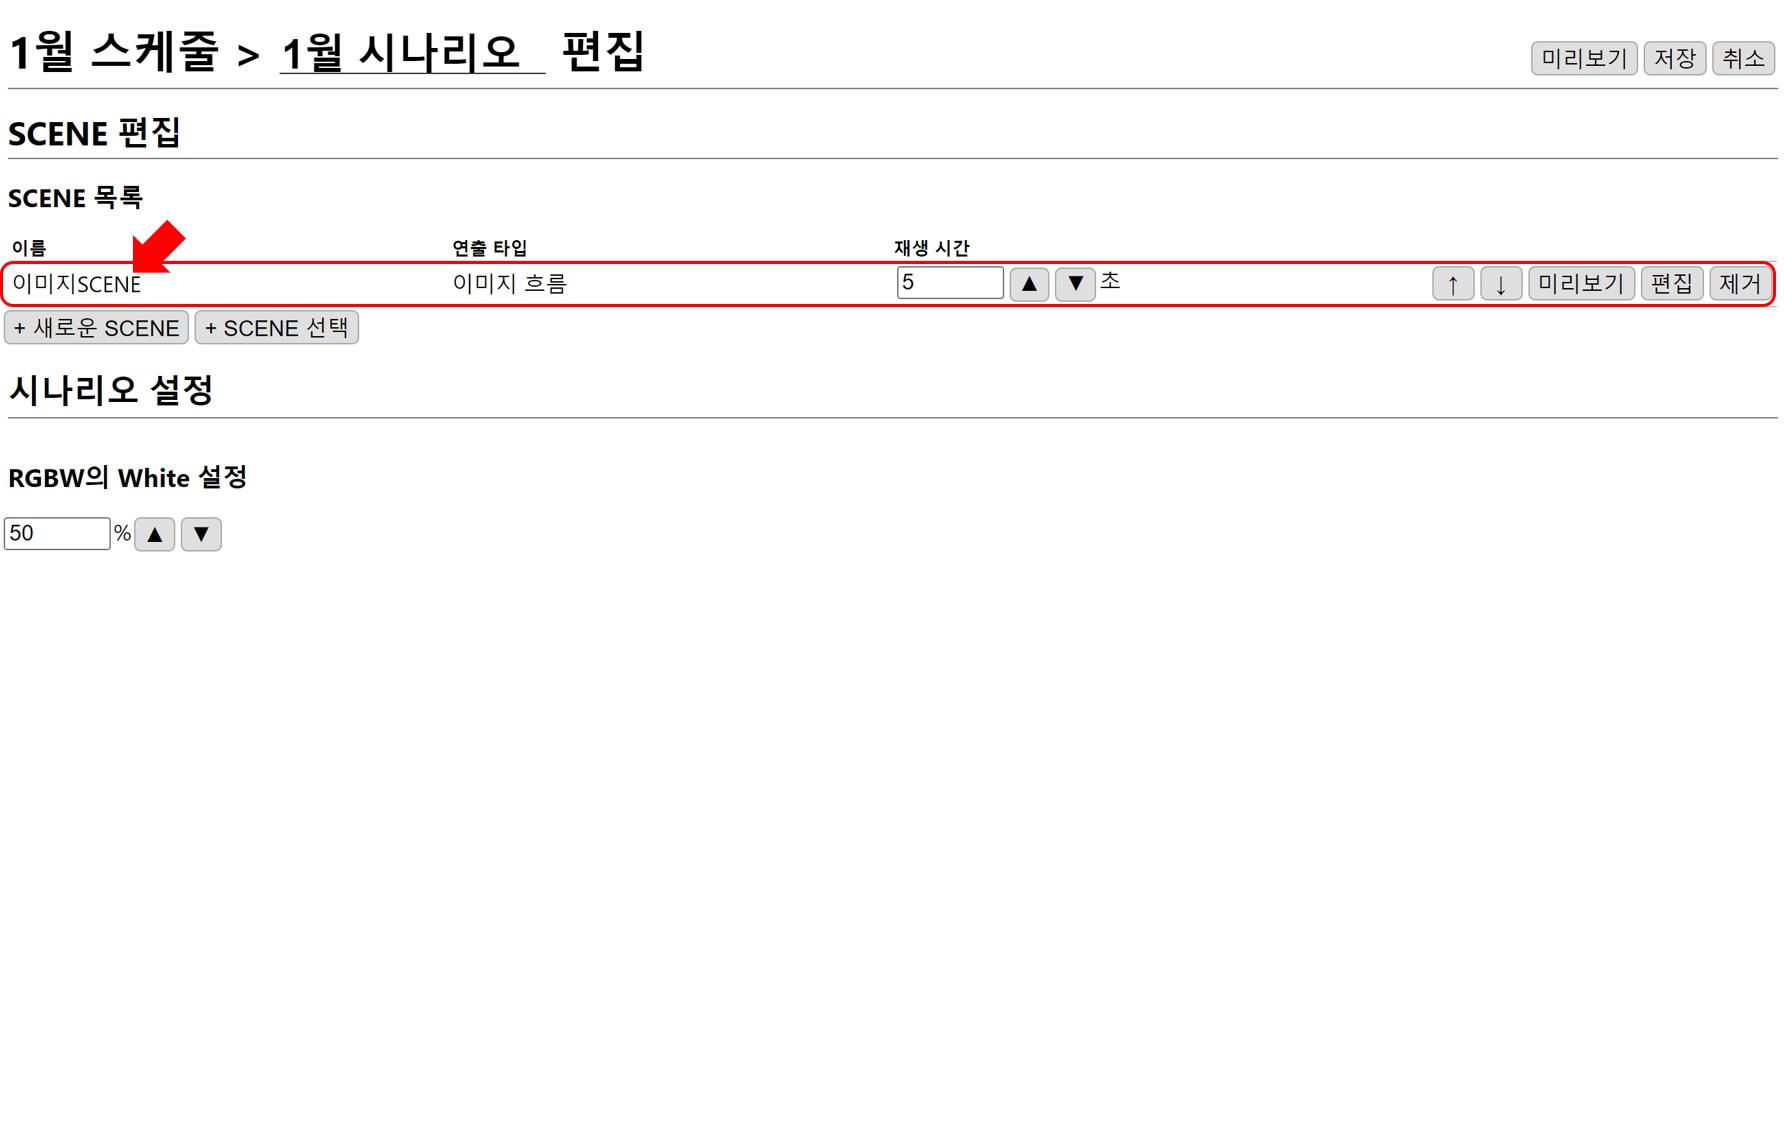 1월 스케줄 > 1월 시나리오 편집
미리보기 저장 취소
SCENE 편집
SCENE 목록
이름 연출 타입 재생 시간
이미지SCENE 이미지 흐름 5 ▲ ▼ 초 ↑ ↓ 미리보기 편집 제거
+ 새로운 SCENE + SCENE 선택
시나리오 설정
RGBW의 White 설정
50 % ▲ ▼